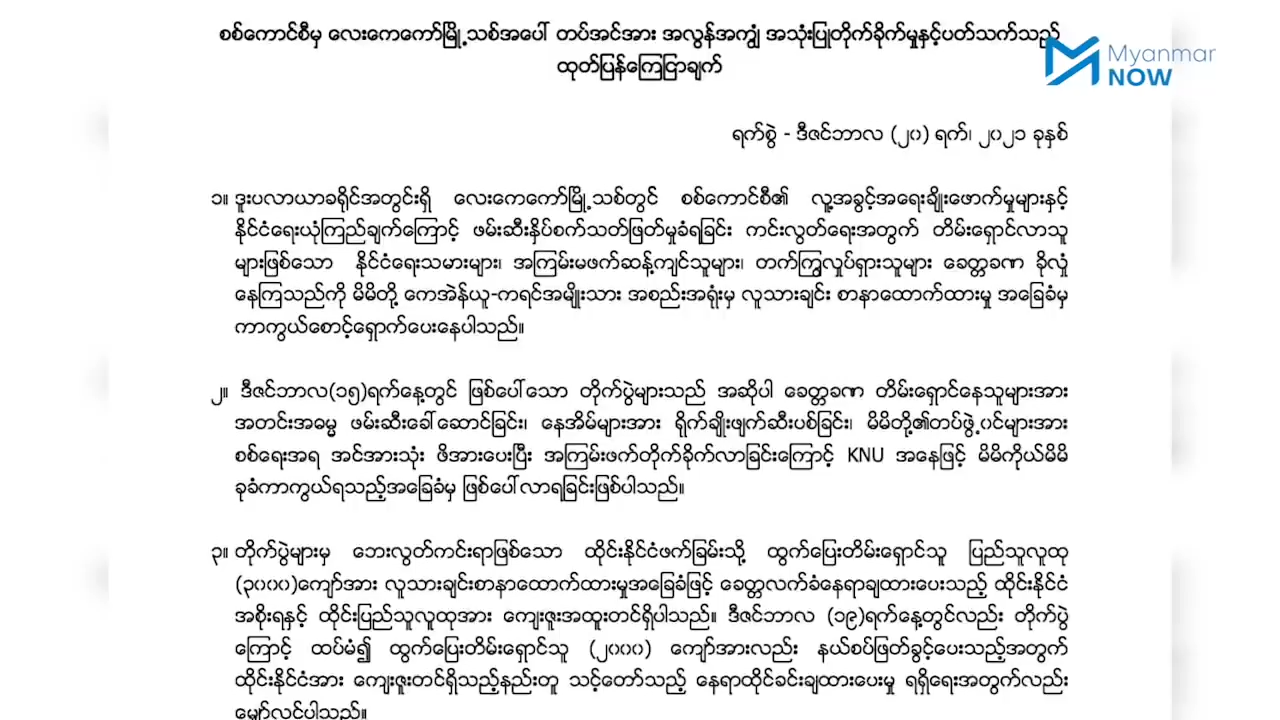 စစ်ကောင်စီမှ လေးကေကော်မြို့သစ်အပေါ် တပ်အင်အား အလွန်အကျွံ အသုံးပြုတိုက်ခိုက်မှုနှင့်ပတ်သက်သည့်
ထုတ်ပြန်ကြေငြာချက်
Myanmar
NOW
ရက်စွဲ - ဒီဇင်ဘာလ (၂၀) ရက်၊ ၂၀၂၁ ခုနှစ်
၁။ ဒူးပလာယာခရိုင်အတွင်းရှိ လေးကေကော်မြို့သစ်တွင် စစ်ကောင်စီ၏ လူ့အခွင့်အရေးချိုးဖောက်မှုများနှင့်
နိုင်ငံရေးယုံကြည်ချက်ကြောင့် ဖမ်းဆီးနှိပ်စက်သတ်ဖြတ်မှုခံရခြင်း ကင်းလွတ်ရေးအတွက် တိမ်းရှောင်လာသူ
များဖြစ်သော နိုင်ငံရေးသမားများ၊ အကြမ်းမဖက်ဆန့်ကျင်သူများ၊ တက်ကြွလှုပ်ရှားသူများ ခေတ္တခဏ ခိုလှုံ
နေကြသည်ကို မိမိတို့ ကေအဲန်ယူ-ကရင်အမျိုးသား အစည်းအရုံးမှ လူသားချင်း စာနာထောက်ထားမှု အခြေခံမှ
ကာကွယ်စောင့်ရှောက်ပေးနေပါသည်။
၂။ ဒီဇင်ဘာလ(၁၅)ရက်နေ့တွင် ဖြစ်ပေါ်သော တိုက်ပွဲများသည် အဆိုပါ ခေတ္တခဏ တိမ်းရှောင်နေသူများအား
အတင်းအဓမ္မ ဖမ်းဆီးခေါ်ဆောင်ခြင်း၊ နေအိမ်များအား ရိုက်ချိုးဖျက်ဆီးပစ်ခြင်း၊ မိမိတို့၏တပ်ဖွဲ့ဝင်များအား
စစ်ရေးအရ အင်အားသုံး ဖိအားပေးပြီး အကြမ်းဖက်တိုက်ခိုက်လာခြင်းကြောင့် KNU အနေဖြင့် မိမိကိုယ်မိမိ
ခုခံကာကွယ်ရသည့်အခြေခံမှ ဖြစ်ပေါ်လာရခြင်းဖြစ်ပါသည်။
၃။ တိုက်ပွဲများမှ ဘေးလွတ်ကင်းရာဖြစ်သော ထိုင်းနိုင်ငံဖက်ခြမ်းသို့ ထွက်ပြေးတိမ်းရှောင်သူ ပြည်သူလူထု
(၃၀၀၀)ကျော်အား လူသားချင်းစာနာထောက်ထားမှုအခြေခံဖြင့် ခေတ္တလက်ခံနေရာချထားပေးသည့် ထိုင်းနိုင်ငံ
အစိုးရနှင့် ထိုင်းပြည်သူလူထုအား ကျေးဇူးအထူးတင်ရှိပါသည်။ ဒီဇင်ဘာလ (၁၉)ရက်နေ့တွင်လည်း တိုက်ပွဲ
ကြောင့် ထပ်မံ၍ ထွက်ပြေးတိမ်းရှောင်သူ (၂၀၀၀) ကျော်အားလည်း နယ်စပ်ဖြတ်ခွင့်ပေးသည့်အတွက်
ထိုင်းနိုင်ငံအား ကျေးဇူးတင်ရှိသည့်နည်းတူ သင့်တော်သည့် နေရာထိုင်ခင်းချထားပေးမှု ရရှိရေးအတွက်လည်း
မျှော်လင့်ပါသည်။